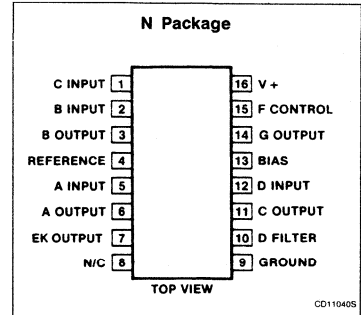 N Package
C INPUT 1
B INPUT 2
B OUTPUT 3
REFERENCE 4
A INPUT 5
A OUTPUT 6
EK OUTPUT 7
N/C 8
16 V +
15 F CONTROL
14 G OUTPUT
13 BIAS
12 D INPUT
11 C OUTPUT
10 D FILTER
9 GROUND
TOP VIEW
CD11040S